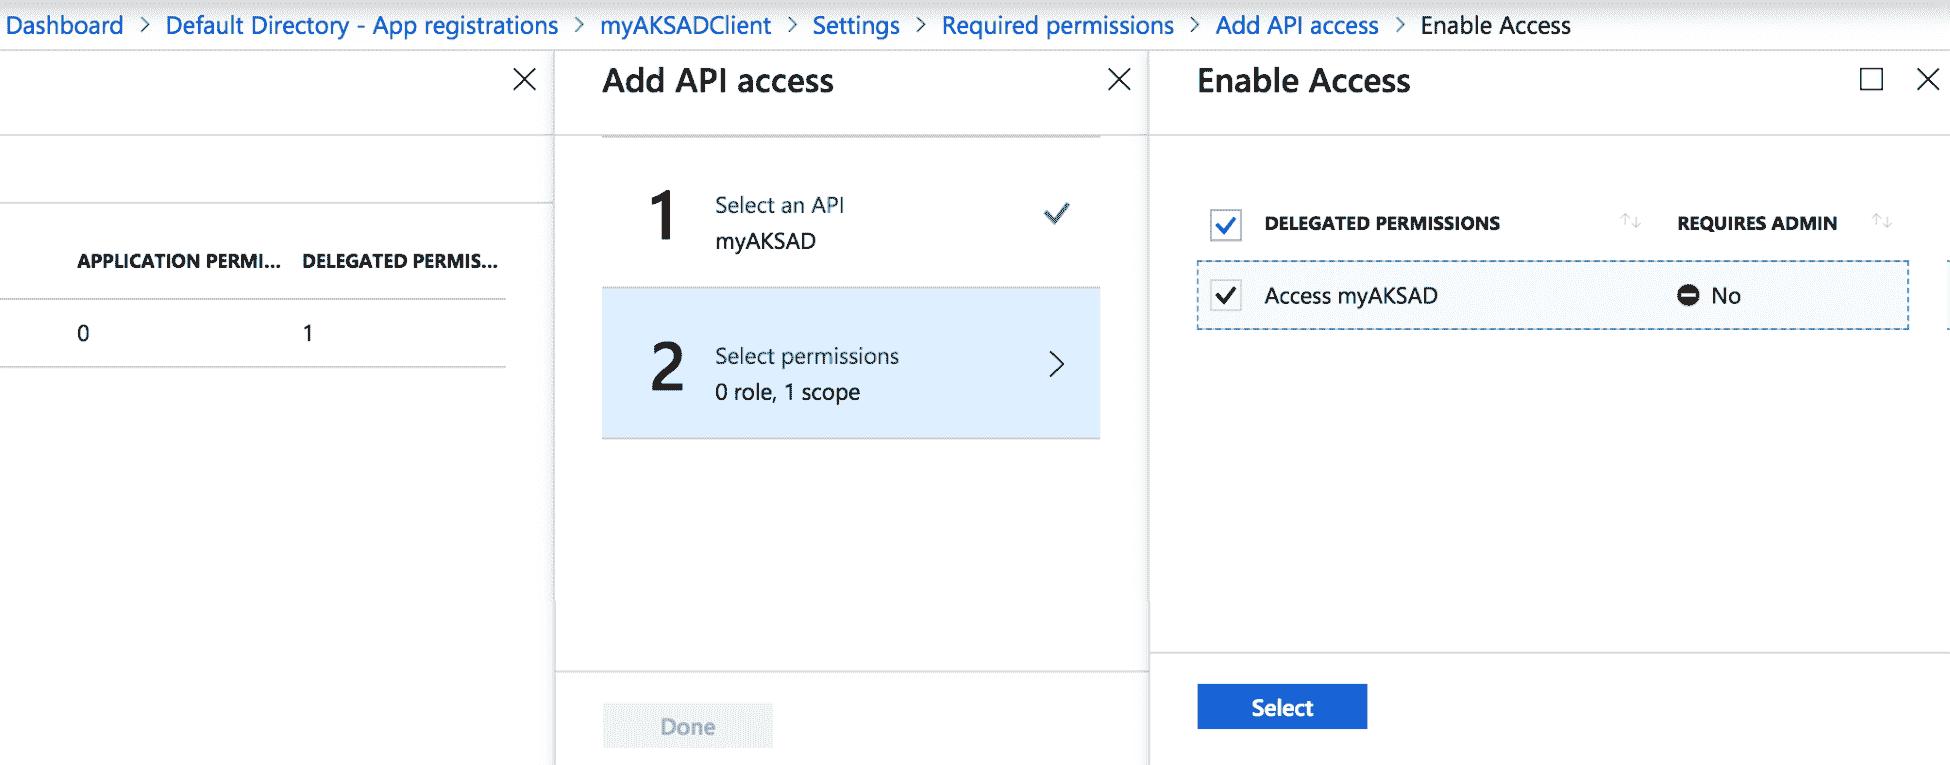 Dashboard > Default Directory - App registrations > myAKSADClient > Settings > Required permissions > Add API access > Enable Access
APPLICATION PERMI... DELEGATED PERMIS...
0 1
Add API access
1 Select an API
myAKSAD
2 Select permissions
0 role, 1 scope
Done
Enable Access
DELEGATED PERMISSIONS REQUIRES ADMIN
Access myAKSAD No
Select